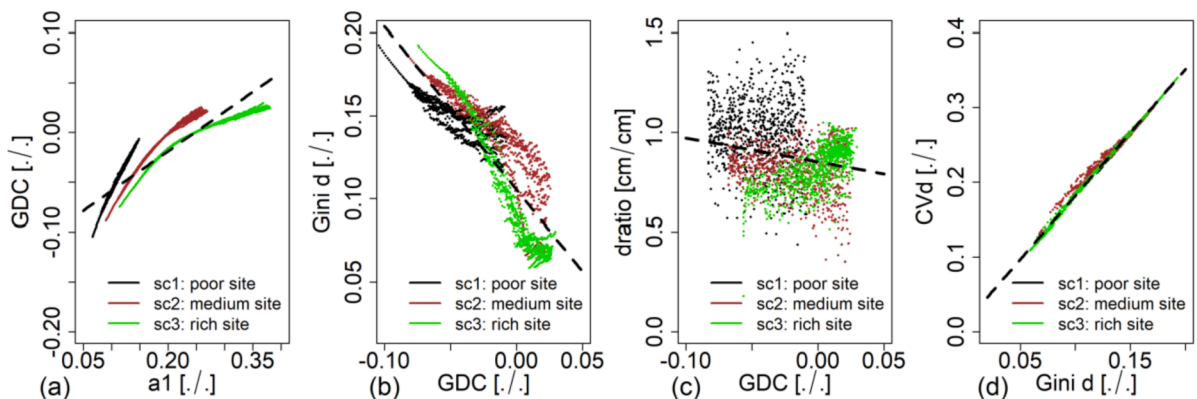 GDC [./.]
0.10
0.00
-0.10
-0.20
sc1: poor site
sc2: medium site
sc3: rich site
0.05
0.20
0.35
(a)
a1 [./.]
Gini d [./.]
0.20
0.15
0.10
0.05
sc1: poor site
sc2: medium site
sc3: rich site
-0.10
0.00
0.05
(b)
GDC [./.]
dratio [cm/cm]
1.5
1.0
0.5
0.0
sc1: poor site
sc2: medium site
sc3: rich site
-0.10
0.00
0.05
(c)
GDC [./.]
CVd [./.]
0.4
0.3
0.2
0.1
0.0
sc1: poor site
sc2: medium site
sc3: rich site
0.05
0.15
(d)
Gini d [./.]